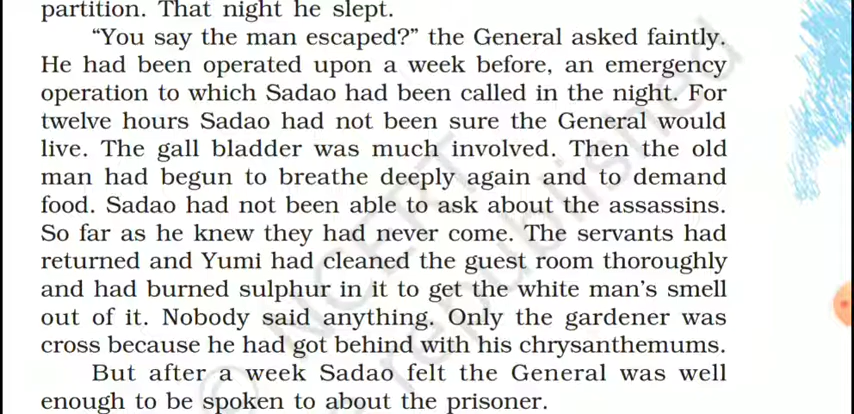 partition. That night he slept.
“You say the man escaped?” the General asked faintly.
He had been operated upon a week before, an emergency
operation to which Sadao had been called in the night. For
twelve hours Sadao had not been sure the General would
live. The gall bladder was much involved. Then the old
man had begun to breathe deeply again and to demand
food. Sadao had not been able to ask about the assassins.
So far as he knew they had never come. The servants had
returned and Yumi had cleaned the guest room thoroughly
and had burned sulphur in it to get the white man’s smell
out of it. Nobody said anything. Only the gardener was
cross because he had got behind with his chrysanthemums.
But after a week Sadao felt the General was well
enough to be spoken to about the prisoner.
© NCERT
republished